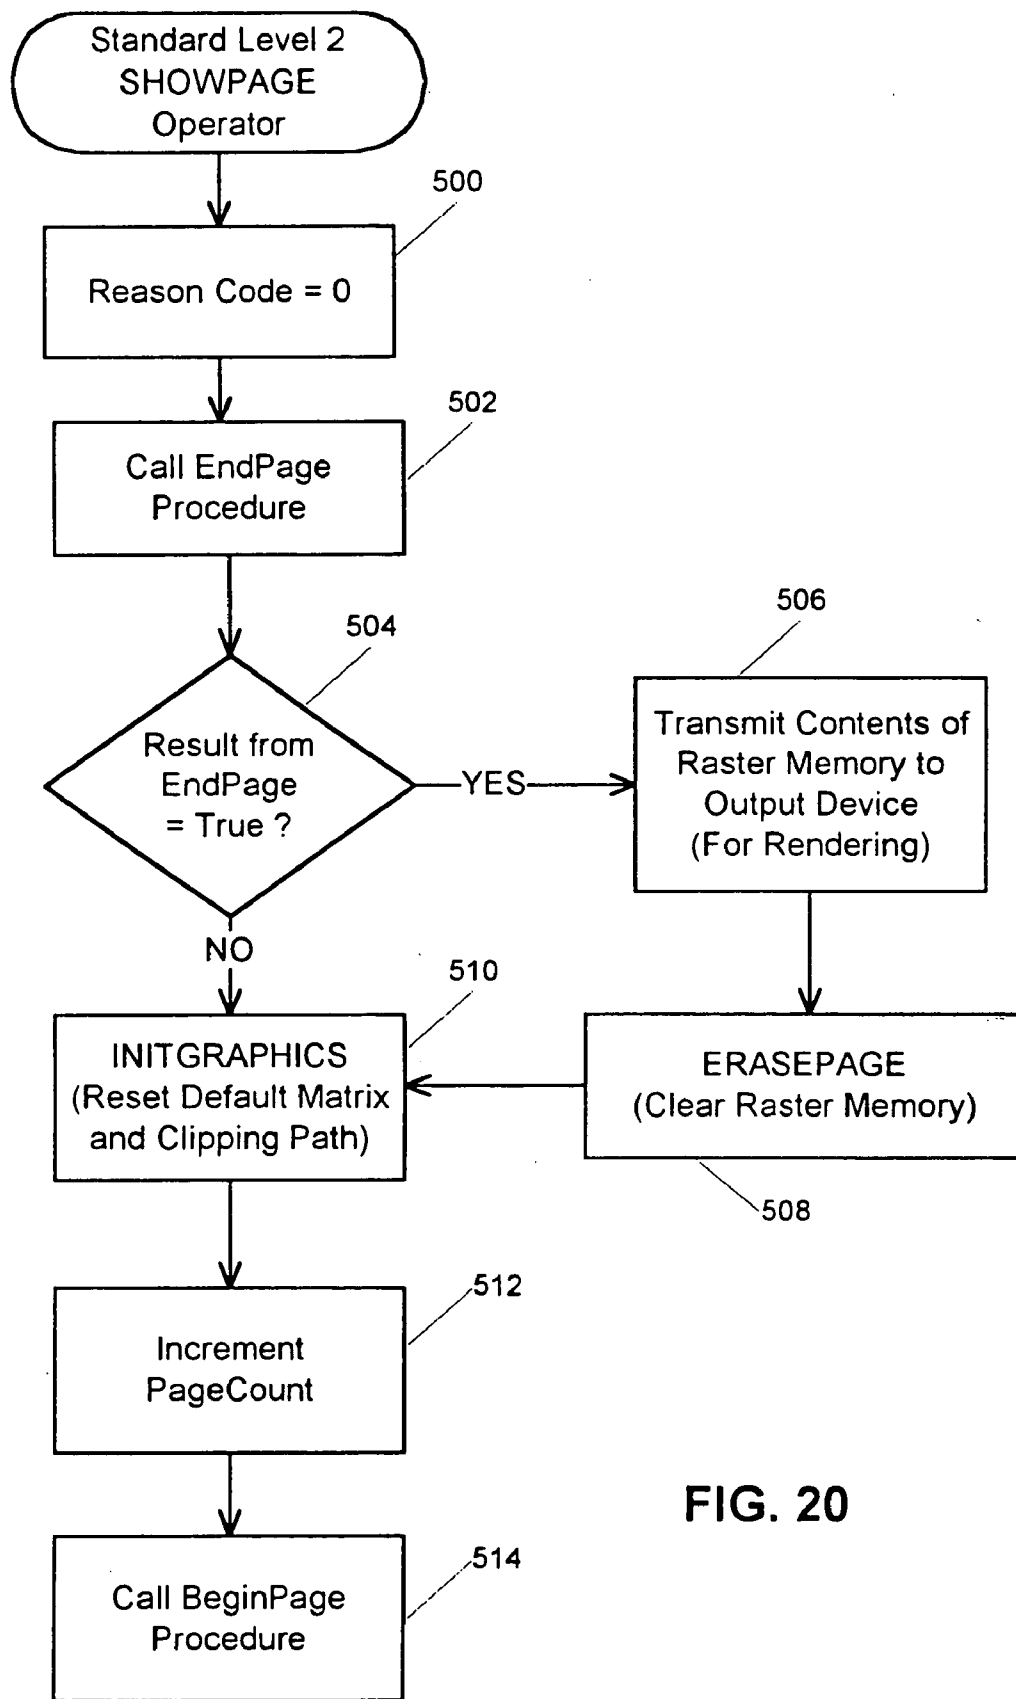 Standard Level 2
SHOWPAGE
Operator
500
Reason Code = 0
502
Call EndPage
Procedure
504
Result from
EndPage
= True ?
YES
506
Transmit Contents of
Raster Memory to
Output Device
(For Rendering)
NO
510
INITGRAPHICS
(Reset Default Matrix
and Clipping Path)
ERASEPAGE
(Clear Raster Memory)
508
512
Increment
PageCount
FIG. 20
514
Call BeginPage
Procedure